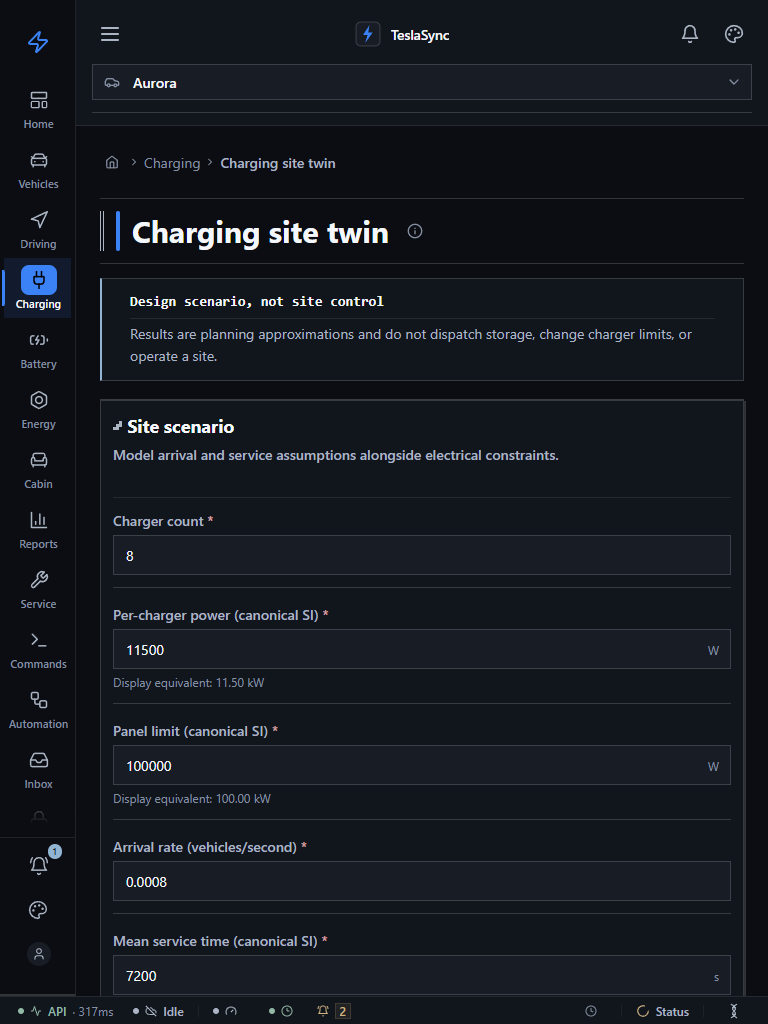 TeslaSync
Aurora
Home
Vehicles
Driving
Charging
Battery
Energy
Cabin
Reports
Service
Commands
Automation
Inbox
1
Charging
Charging site twin
Charging site twin
Design scenario, not site control
Results are planning approximations and do not dispatch storage, change charger limits, or
operate a site.
Site scenario
Model arrival and service assumptions alongside electrical constraints.
Charger count *
8
Per-charger power (canonical SI) *
11500 W
Display equivalent: 11.50 kW
Panel limit (canonical SI) *
100000 W
Display equivalent: 100.00 kW
Arrival rate (vehicles/second) *
0.0008
Mean service time (canonical SI) *
7200 s
API · 317ms Idle 2 Status